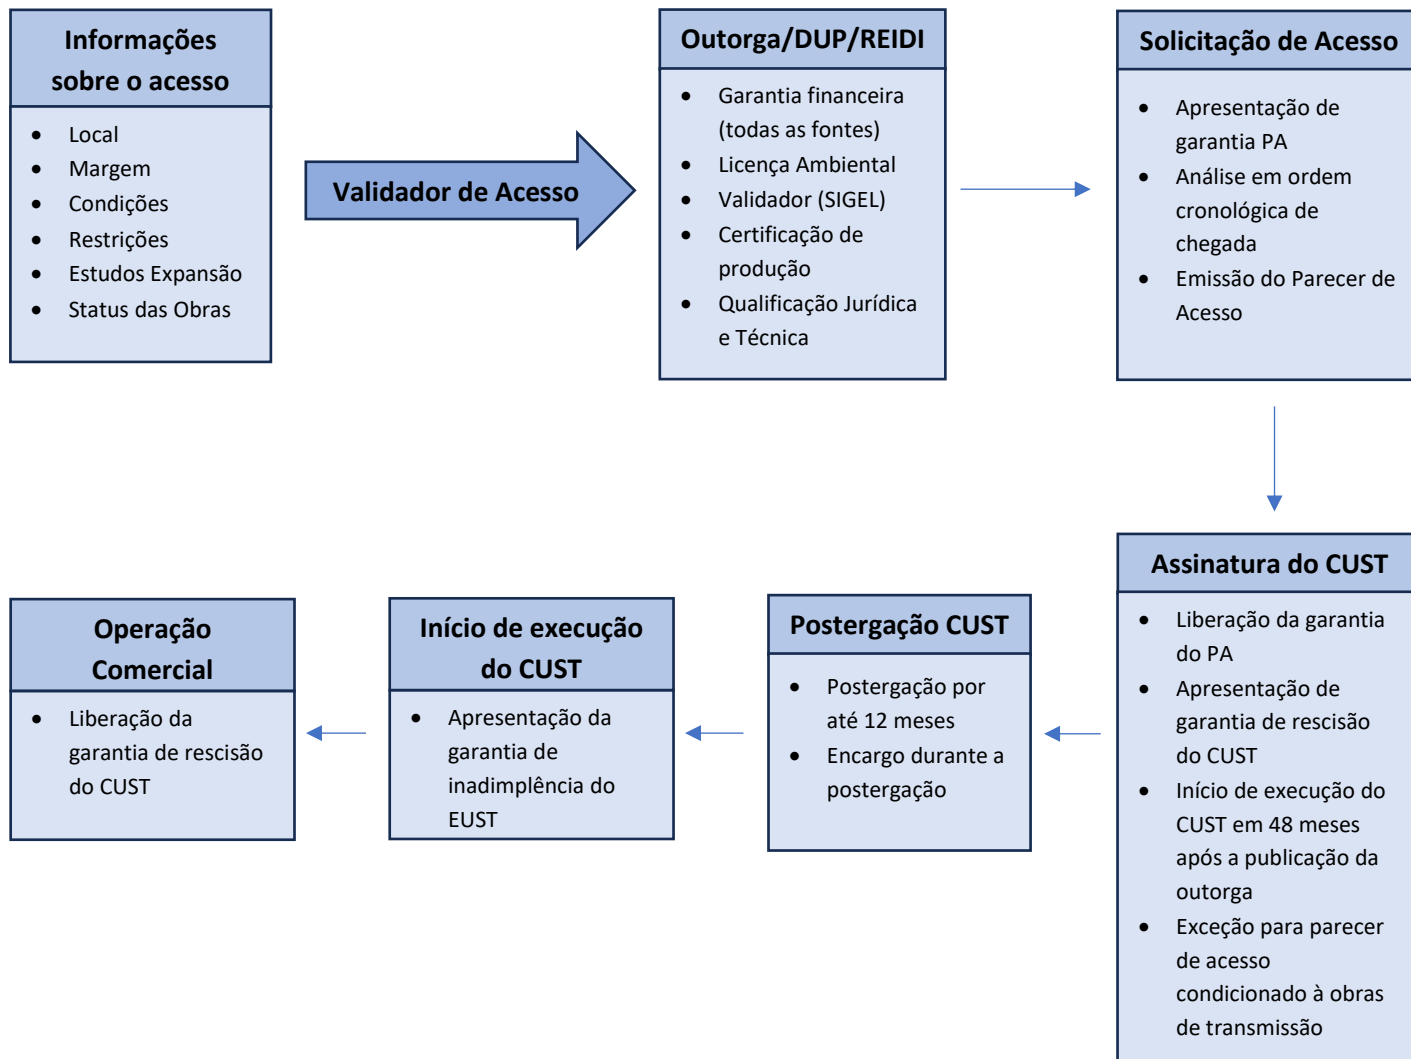 Informações
sobre o acesso
• Local
• Margem
• Condições
• Restrições
• Estudos Expansão
• Status das Obras
Validador de Acesso
Outorga/DUP/REIDI
• Garantia financeira
(todas as fontes)
• Licença Ambiental
• Validador (SIGEL)
• Certificação de
produção
• Qualificação Jurídica
e Técnica
Solicitação de Acesso
• Apresentação de
garantia PA
• Análise em ordem
cronológica de
chegada
• Emissão do Parecer de
Acesso
Assinatura do CUST
• Liberação da garantia
do PA
• Apresentação de
garantia de rescisão
do CUST
• Início de execução do
CUST em 48 meses
após a publicação da
outorga
• Exceção para parecer
de acesso
condicionado à obras
de transmissão
Postergação CUST
• Postergação por
até 12 meses
• Encargo durante a
postergação
Início de execução
do CUST
• Apresentação da
garantia de
inadimplência do
EUST
Operação
Comercial
• Liberação da
garantia de rescisão
do CUST